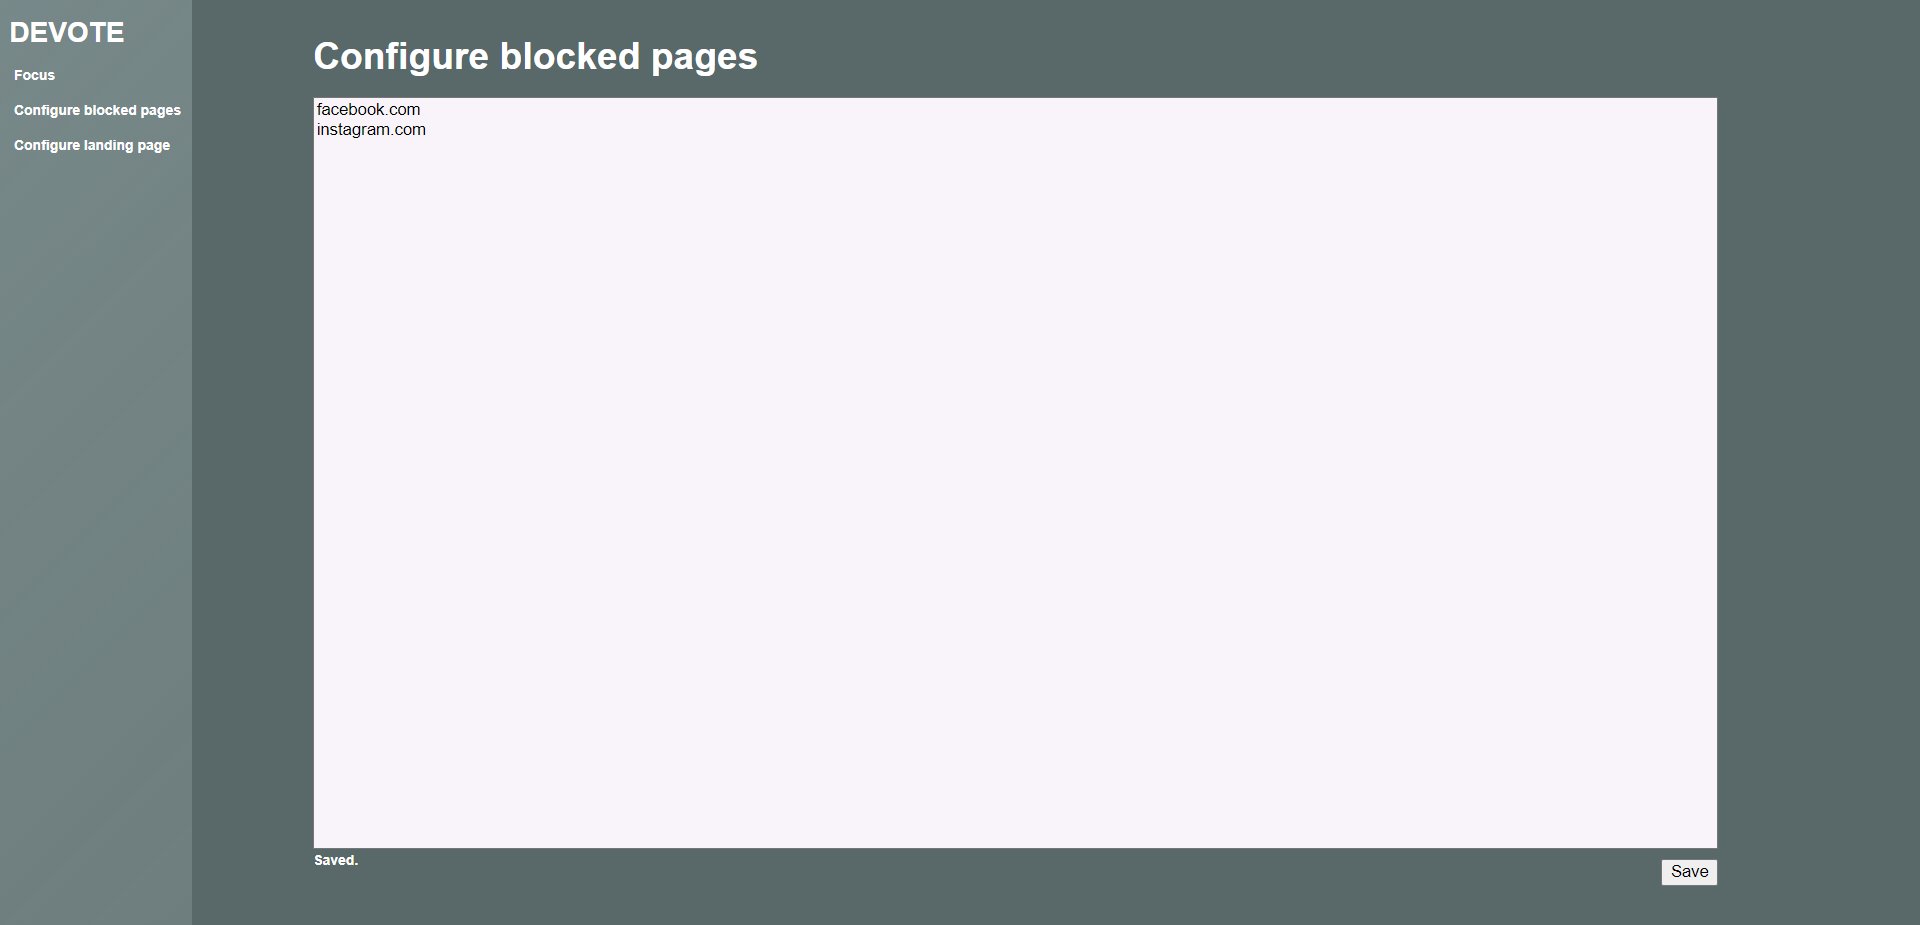 DEVOTE
Focus
Configure blocked pages
Configure landing page
Configure blocked pages
facebook.com
instagram.com
Saved.
Save